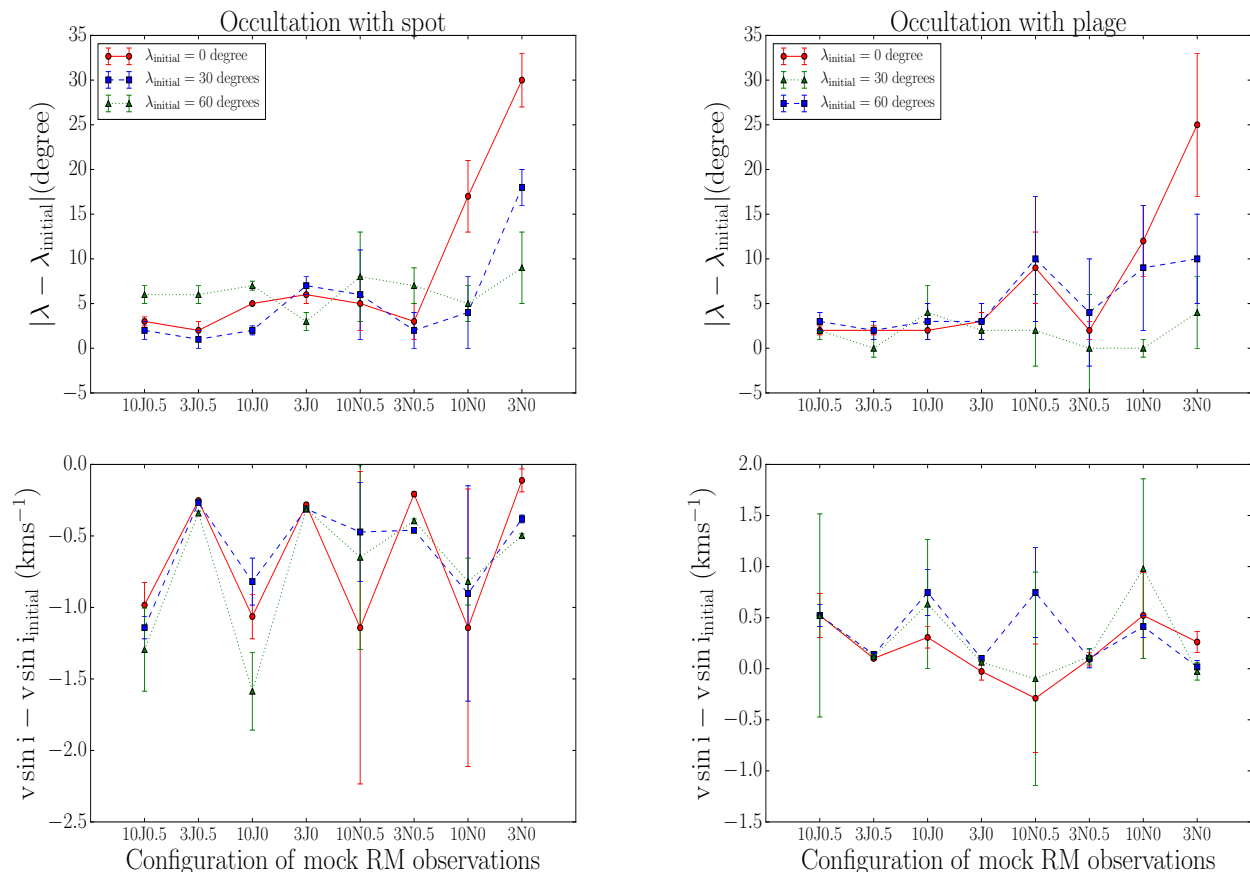 Occultation with spot
35
30
25
20
15
10
5
0
−5
|λ − λinitial|(degree)
λinitial = 0 degree
λinitial = 30 degrees
λinitial = 60 degrees
10J0.5 3J0.5 10J0 3J0 10N0.5 3N0.5 10N0 3N0
Occultation with plage
35
30
25
20
15
10
5
0
−5
|λ − λinitial|(degree)
λinitial = 0 degree
λinitial = 30 degrees
λinitial = 60 degrees
10J0.5 3J0.5 10J0 3J0 10N0.5 3N0.5 10N0 3N0
0.0
−0.5
−1.0
−1.5
−2.0
−2.5
v sin i − v sin iinitial (kms−1)
10J0.5 3J0.5 10J0 3J0 10N0.5 3N0.5 10N0 3N0
Configuration of mock RM observations
2.0
1.5
1.0
0.5
0.0
−0.5
−1.0
−1.5
v sin i − v sin iinitial (kms−1)
10J0.5 3J0.5 10J0 3J0 10N0.5 3N0.5 10N0 3N0
Configuration of mock RM observations